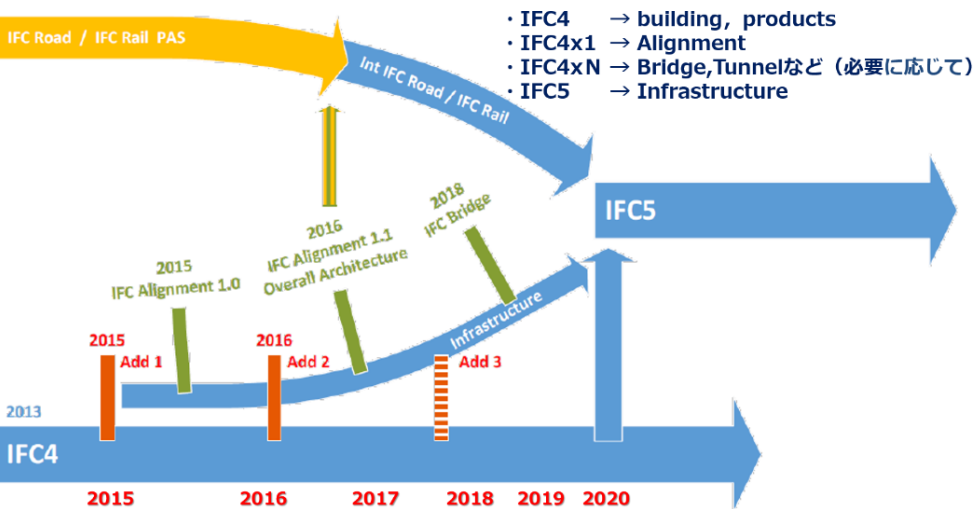 ・IFC4 → building, products
・IFC4x1 → Alignment
・IFC4xN → Bridge,Tunnelなど（必要に応じて）
・IFC5 → Infrastructure
IFC Road / IFC Rail PAS
Int IFC Road / IFC Rail
IFC5
2018
IFC Bridge
2016
IFC Alignment 1.1
Overall Architecture
2015
IFC Alignment 1.0
Infrastructure
2015
Add 1
2016
Add 2
Add 3
2013
IFC4
2015 2016 2017 2018 2019 2020